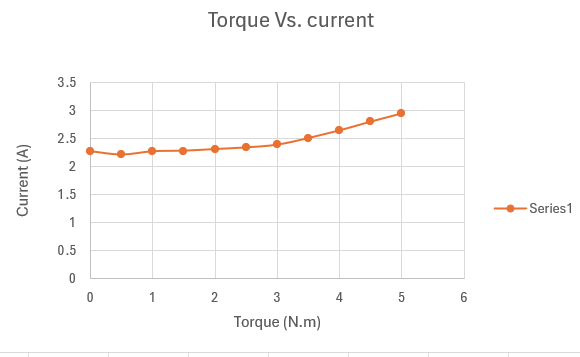 Torque Vs. current
3.5
3
2.5
2
1.5
1
0.5
0
Current (A)
0 1 2 3 4 5 6
Torque (N.m)
Series1